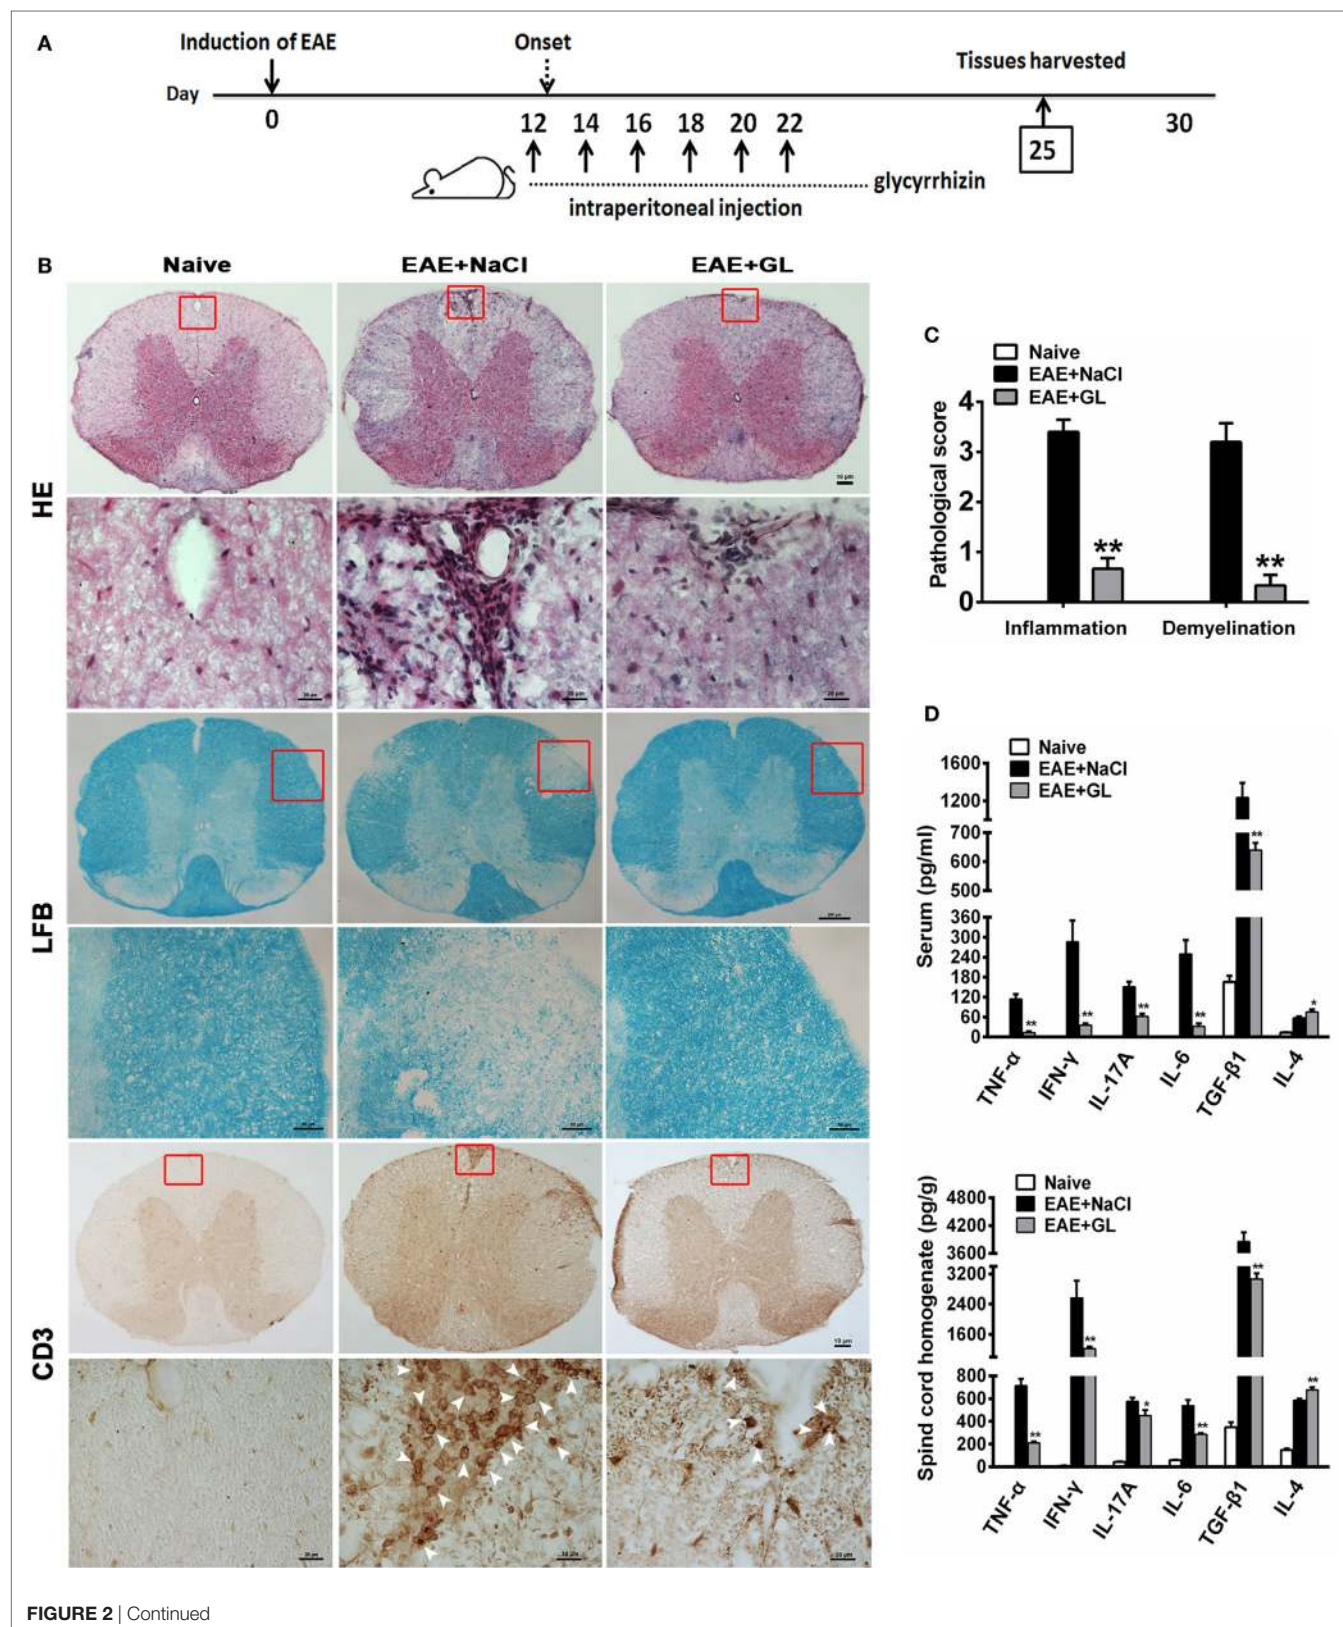 A
Induction of EAE
Onset
Tissues harvested
Day
0
12 14 16 18 20 22
25
30
glycyrrhizin
intraperitoneal injection
B
Naive EAE+NaCl EAE+GL
HE
LFB
CD3
C
Naive
EAE+NaCl
EAE+GL
Pathological score
4
3
2
1
0
** **
Inflammation Demyelination
D
Naive
EAE+NaCl
EAE+GL
Serum (pg/ml)
1600
1200
700
600
500
360
300
240
180
120
60
0
** ** ** ** ** *
TNF-α IFN-γ IL-17A IL-6 TGF-β1 IL-4
Naive
EAE+NaCl
EAE+GL
Spind cord homogenate (pg/g)
4800
4200
3600
3200
2400
1600
800
600
400
200
0
** ** * ** ** **
TNF-α IFN-γ IL-17A IL-6 TGF-β1 IL-4
FIGURE 2 | Continued